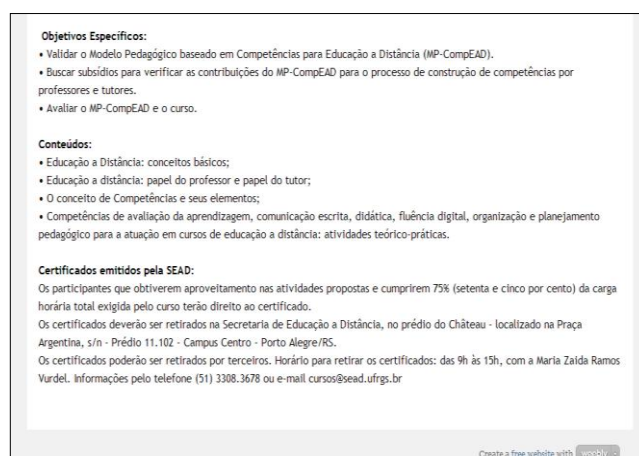 Objetivos Específicos:
• Validar o Modelo Pedagógico baseado em Competências para Educação a Distância (MP-CompEAD).
• Buscar subsídios para verificar as contribuições do MP-CompEAD para o processo de construção de competências por
professores e tutores.
• Avaliar o MP-CompEAD e o curso.
Conteúdos:
• Educação a Distância: conceitos básicos;
• Educação a distância: papel do professor e papel do tutor;
• O conceito de Competências e seus elementos;
• Competências de avaliação da aprendizagem, comunicação escrita, didática, fluência digital, organização e planejamento
pedagógico para a atuação em cursos de educação a distância: atividades teórico-práticas.
Certificados emitidos pela SEAD:
Os participantes que obtiverem aproveitamento nas atividades propostas e cumprirem 75% (setenta e cinco por cento) da carga
horária total exigida pelo curso terão direito ao certificado.
Os certificados deverão ser retirados na Secretaria de Educação a Distância, no prédio do Château - localizado na Praça
Argentina, s/n - Prédio 11.102 - Campus Centro - Porto Alegre/RS.
Os certificados poderão ser retirados por terceiros. Horário para retirar os certificados: das 9h às 15h, com a Maria Zaida Ramos
Vurdel. Informações pelo telefone (51) 3308.3678 ou e-mail cursos@sead.ufrgs.br
Create a free website with weebly